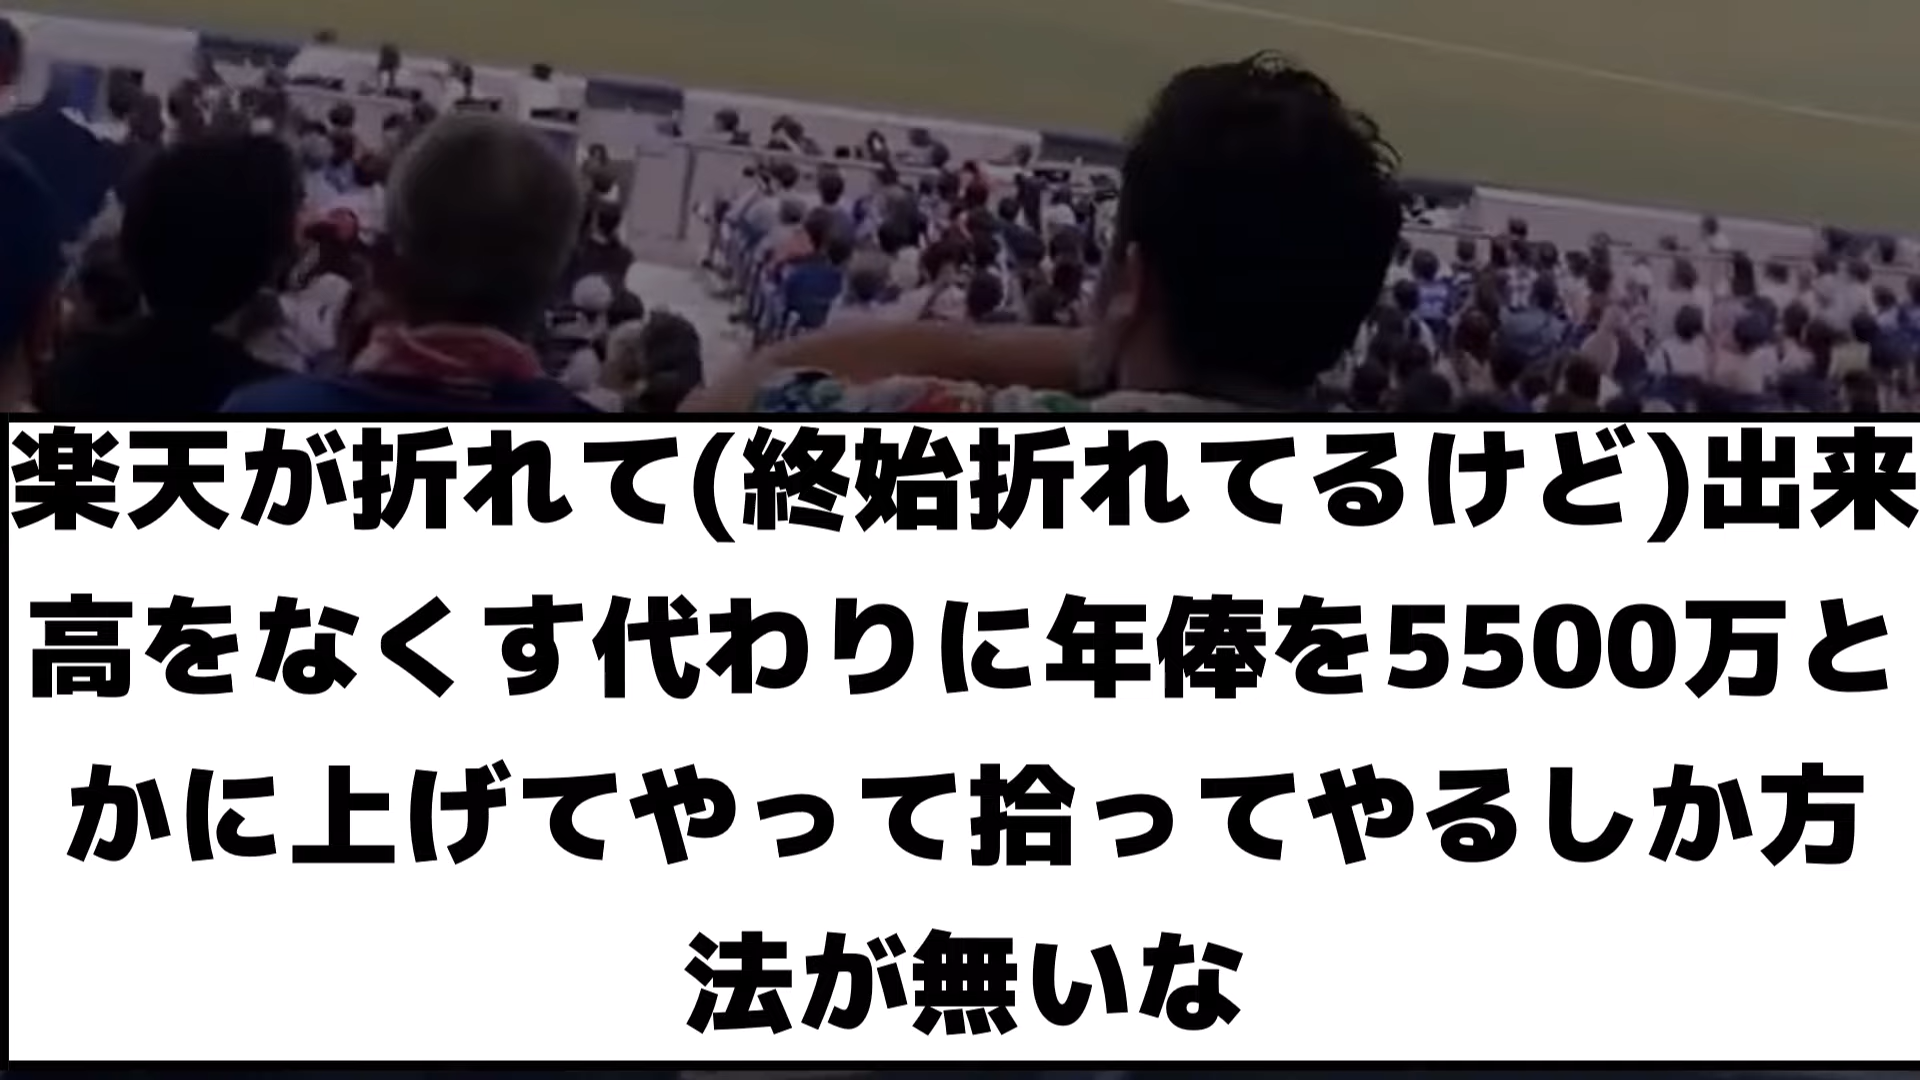 楽天が折れて(終始折れてるけど)出来
高をなくす代わりに年俸を5500万と
かに上げてやって拾ってやるしか方
法が無いな